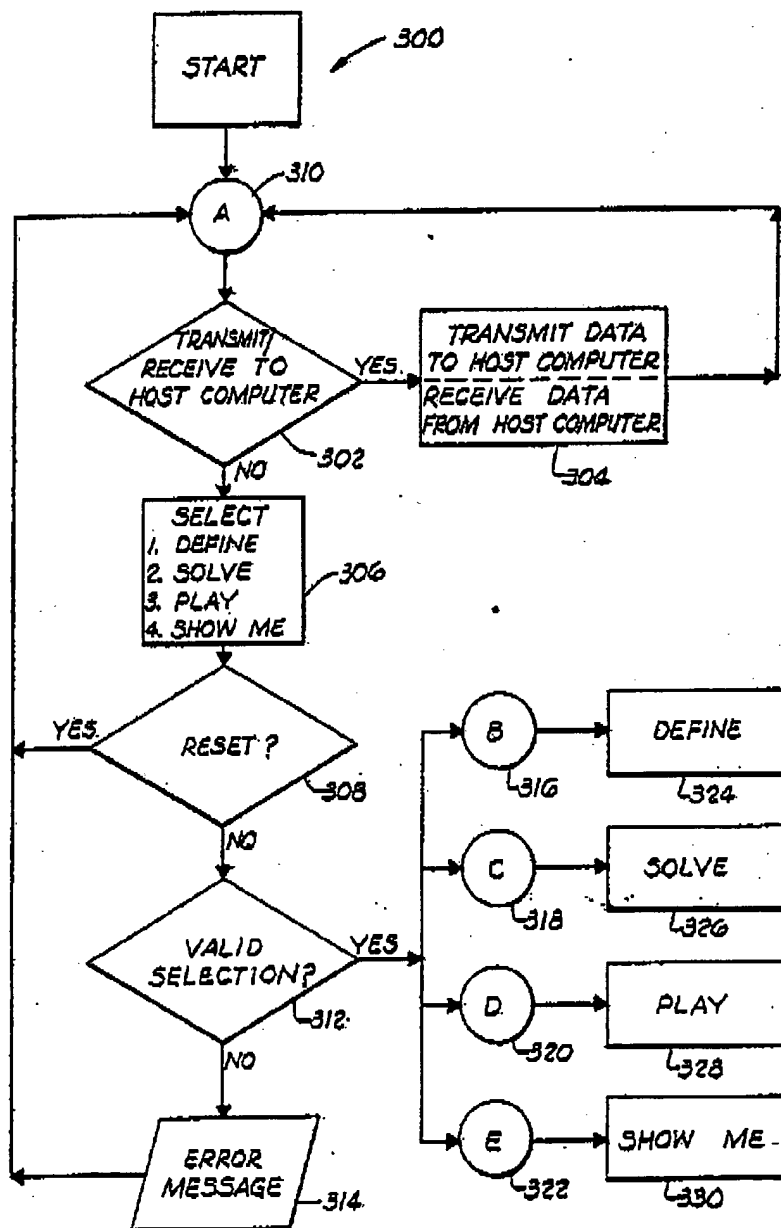 START
300
310
A
TRANSMIT/
RECEIVE TO
HOST COMPUTER
302
YES.
TRANSMIT DATA
TO HOST COMPUTER
RECEIVE DATA
FROM HOST COMPUTER
304
NO
SELECT
1. DEFINE
2. SOLVE
3. PLAY
4. SHOW ME
306
YES.
RESET?
308
NO
VALID
SELECTION?
312
YES
NO
ERROR
MESSAGE
314
B
316
DEFINE
324
C
318
SOLVE
326
D
320
PLAY
328
E
322
SHOW ME
330